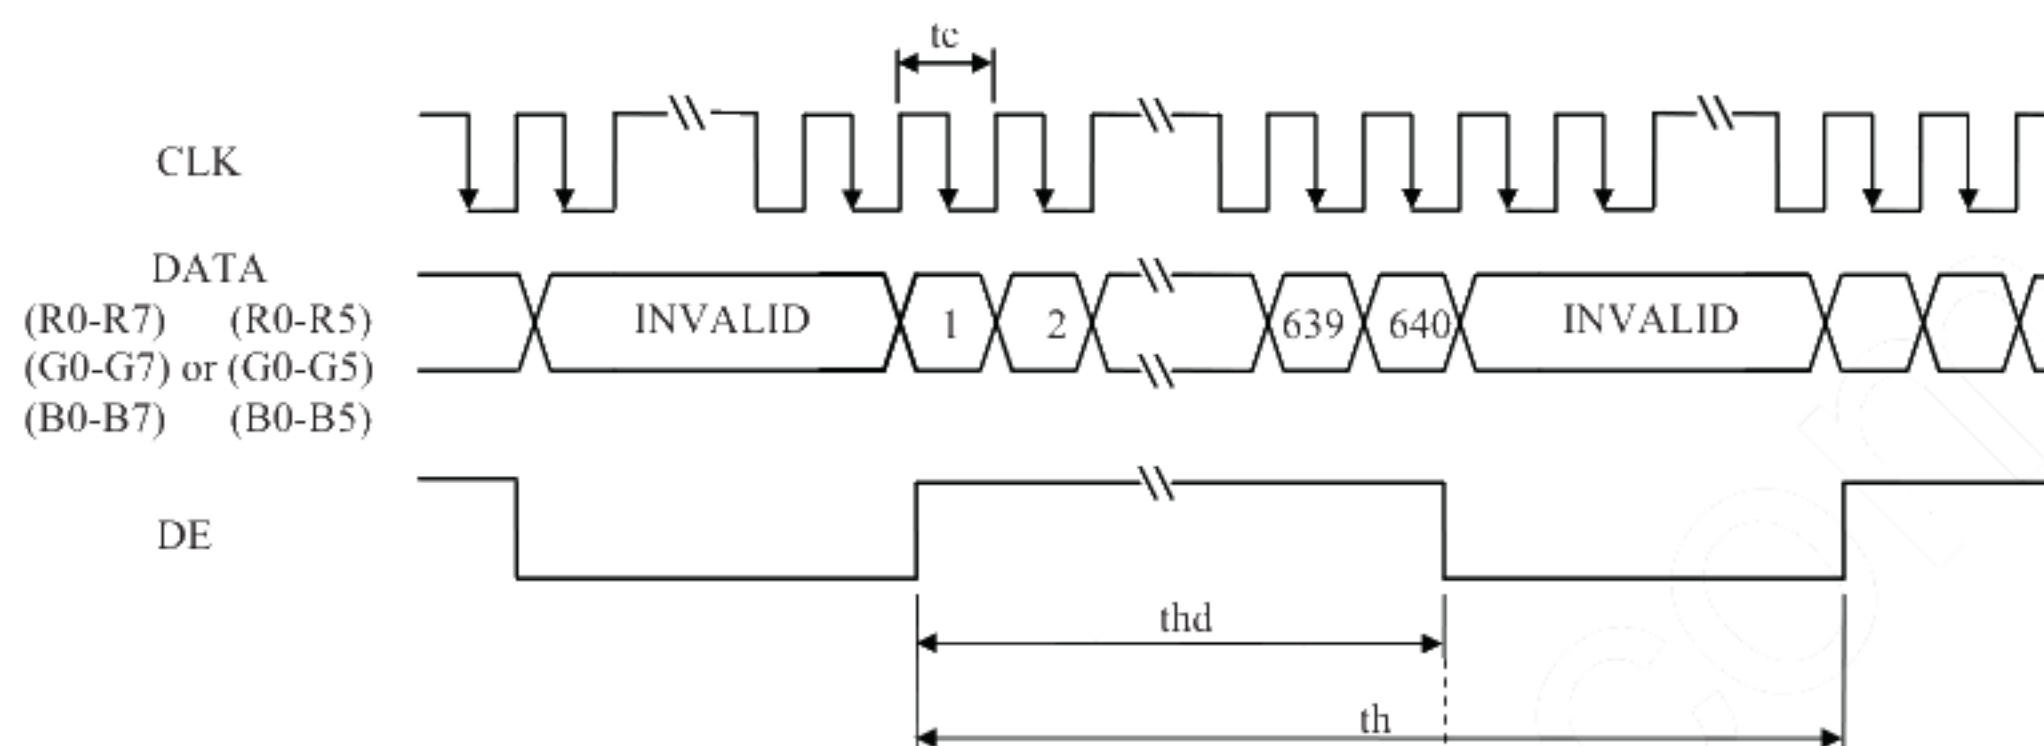 tc
CLK
DATA
(R0-R7) (R0-R5)
(G0-G7) or (G0-G5)
(B0-B7) (B0-B5)
INVALID 1 2 639 640 INVALID
DE
thd
th